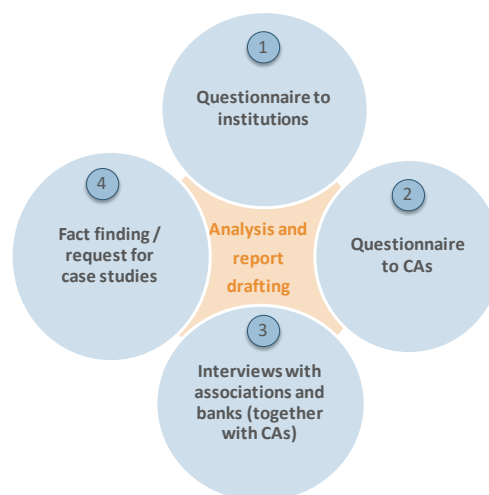 1
Questionnaire to
institutions
2
Questionnaire
to CAs
3
Interviews with
associations and
banks (together
with CAs)
4
Fact finding /
request for
case studies
Analysis and
report
drafting